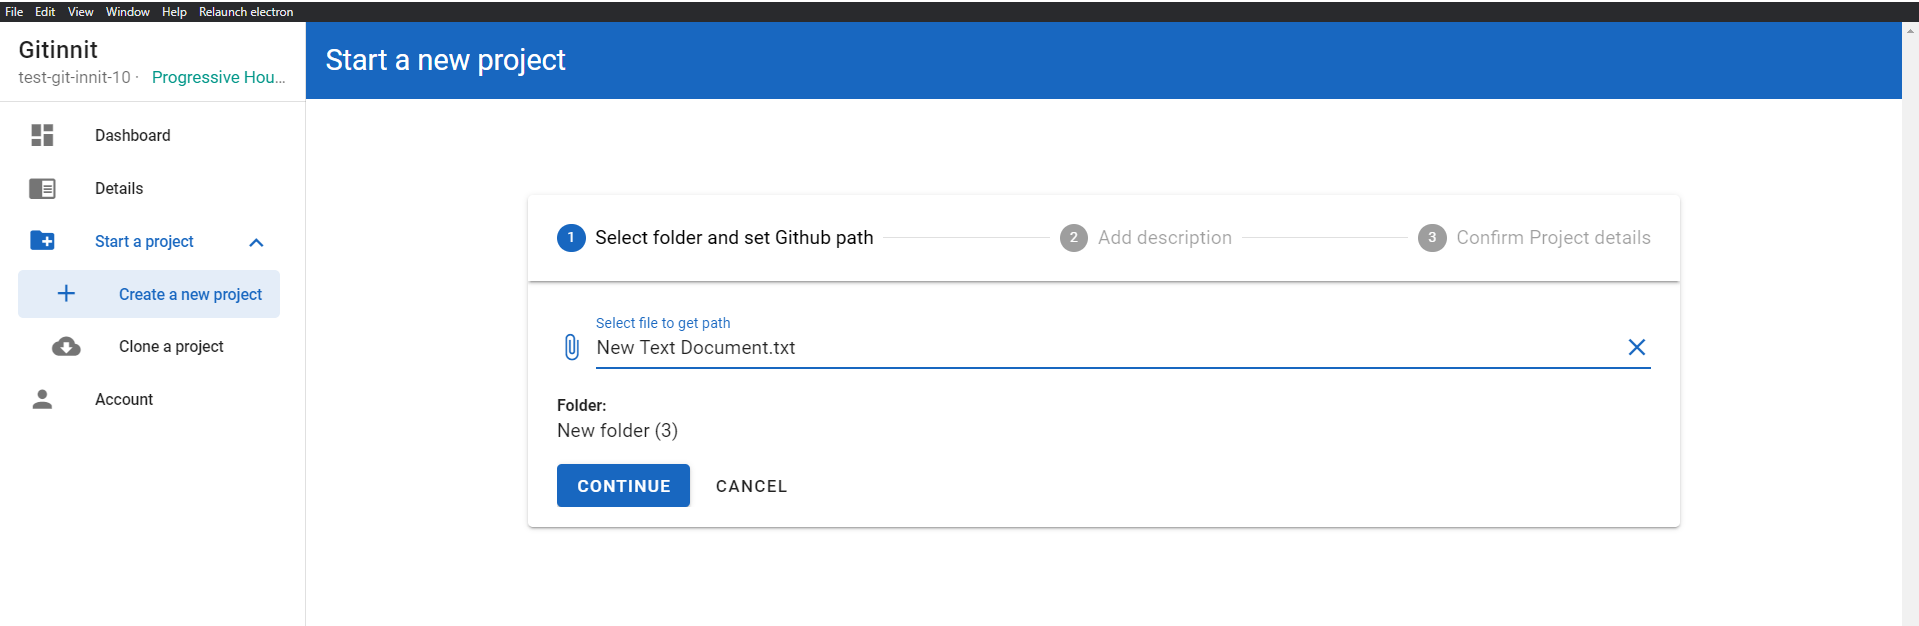 File Edit View Window Help Relaunch electron
Gitinnit
test-git-innit-10 · Progressive Hou...
Dashboard
Details
Start a project
Create a new project
Clone a project
Account
Start a new project
1 Select folder and set Github path
2 Add description
3 Confirm Project details
Select file to get path
New Text Document.txt
Folder:
New folder (3)
CONTINUE CANCEL